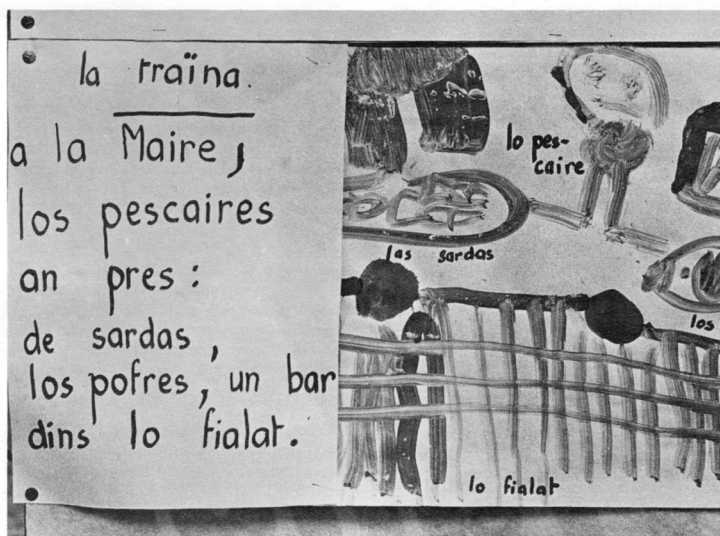 la traïna.
a la Maire,
los pescaires
an pres :
de sardas,
los pofres, un bar
dins lo fialat.
lo pes-
caire
las sardas
los
lo fialat